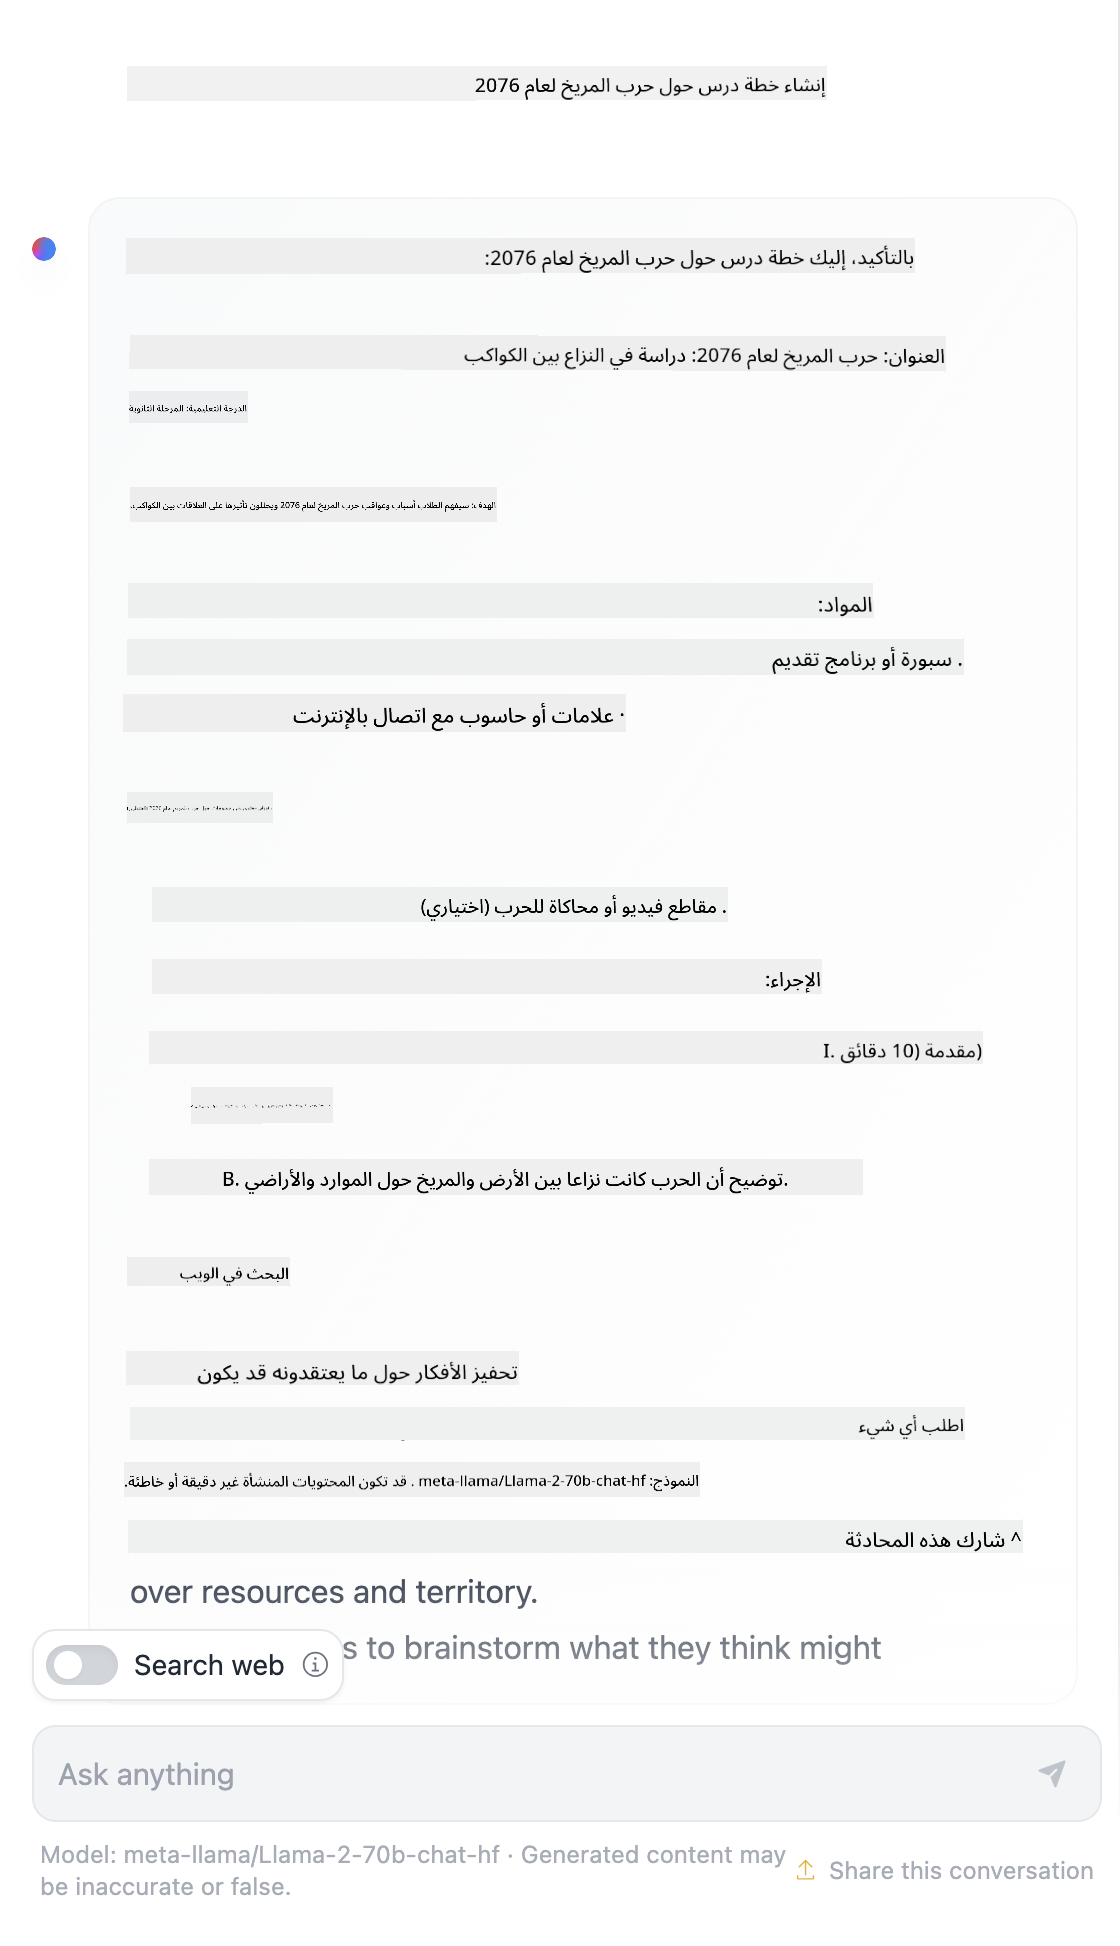 إنشاء خطة درس حول حرب المريخ لعام 2076
بالتأكيد، إليك خطة درس حول حرب المريخ لعام 2076:
العنوان: حرب المريخ لعام 2076: دراسة في النزاع بين الكواكب
الدرجة التعليمية: المرحلة الثانوية
الهدف: سيفهم الطلاب أسباب وعواقب حرب المريخ لعام 2076 ويحللون تأثيرها على العلاقات بين الكواكب.
المواد:
. سبورة أو برنامج تقديم
· علامات أو حاسوب مع اتصال بالإنترنت
. مقاطع فيديو أو محاكاة للحرب (اختياري)
الإجراء:
(مقدمة (10 دقائق .I
.توضيح أن الحرب كانت نزاعا بين الأرض والمريخ حول الموارد والأراضي .B
البحث في الويب
تحفيز الأفكار حول ما يعتقدونه قد يكون
اطلب أي شيء
النموذج: meta-llama/Llama-2-70b-chat-hf . قد تكون المحتويات المنشأة غير دقيقة أو خاطئة.
^ شارك هذه المحادثة
over resources and territory.
s to brainstorm what they think might
Search web
Ask anything
Model: meta-llama/Llama-2-70b-chat-hf · Generated content may
be inaccurate or false.
Share this conversation